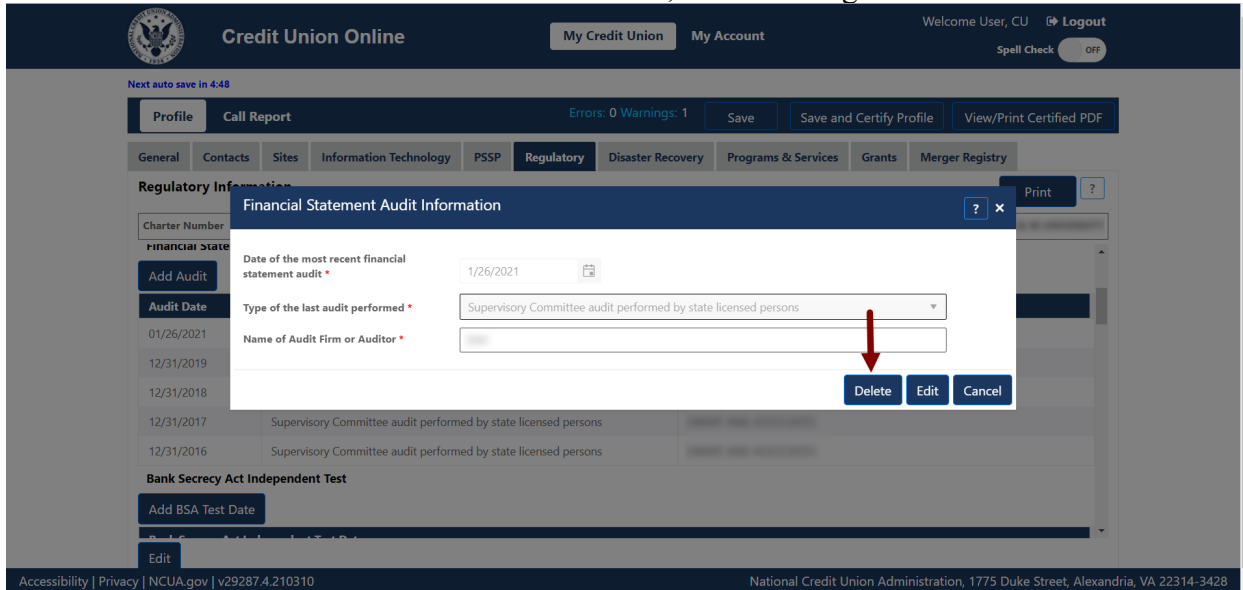 Welcome User, CU Logout
Credit Union Online My Credit Union My Account
Spell Check OFF
Next auto save in 4:48
Profile Call Report Errors: 0 Warnings: 1 Save Save and Certify Profile View/Print Certified PDF
General Contacts Sites Information Technology PSSP Regulatory Disaster Recovery Programs & Services Grants Merger Registry
Regulatory Information Print ?
Financial Statement Audit Information ? ×
Charter Number
Financial State
Date of the most recent financial
statement audit * 1/26/2021
Add Audit
Audit Date
Type of the last audit performed * Supervisory Committee audit performed by state licensed persons
01/26/2021
Name of Audit Firm or Auditor *
12/31/2019
12/31/2018
Delete Edit Cancel
12/31/2017 Supervisory Committee audit performed by state licensed persons
12/31/2016 Supervisory Committee audit performed by state licensed persons
Bank Secrecy Act Independent Test
Add BSA Test Date
Edit
Accessibility | Privacy | NCUA.gov | v29287.4.210310 National Credit Union Administration, 1775 Duke Street, Alexandria, VA 22314-3428